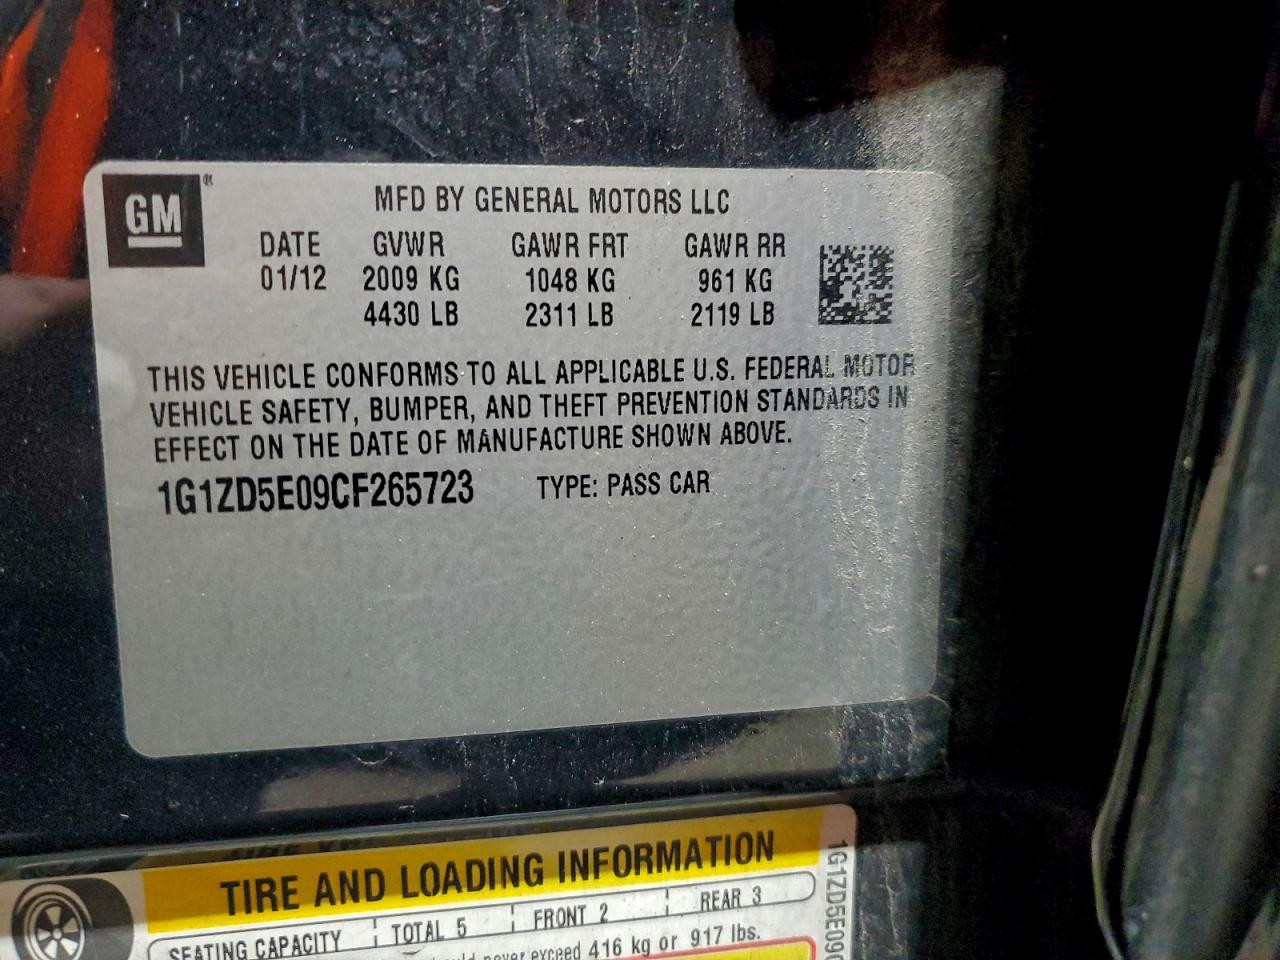 GM ®
MFD BY GENERAL MOTORS LLC
DATE GVWR GAWR FRT GAWR RR
01/12 2009 KG 1048 KG 961 KG
4430 LB 2311 LB 2119 LB
THIS VEHICLE CONFORMS TO ALL APPLICABLE U.S. FEDERAL MOTOR
VEHICLE SAFETY, BUMPER, AND THEFT PREVENTION STANDARDS IN
EFFECT ON THE DATE OF MANUFACTURE SHOWN ABOVE.
1G1ZD5E09CF265723 TYPE: PASS CAR
TIRE AND LOADING INFORMATION
SEATING CAPACITY TOTAL 5 FRONT 2 REAR 3
never exceed 416 kg or 917 lbs.
1G1ZD5E09C